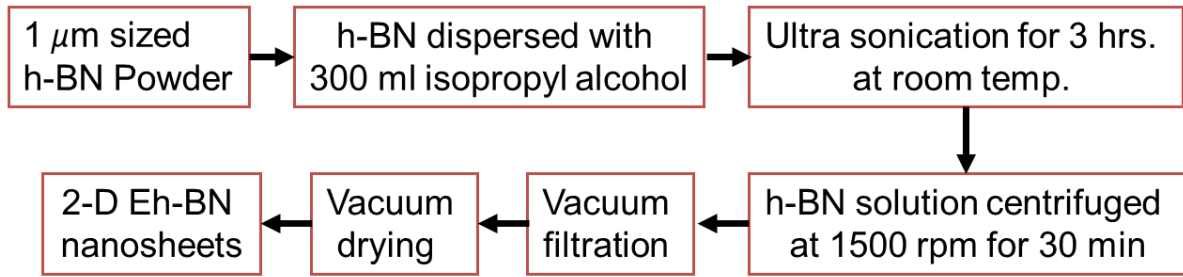 1 μm sized
h-BN Powder
h-BN dispersed with
300 ml isopropyl alcohol
Ultra sonication for 3 hrs.
at room temp.
h-BN solution centrifuged
at 1500 rpm for 30 min
Vacuum
filtration
Vacuum
drying
2-D Eh-BN
nanosheets